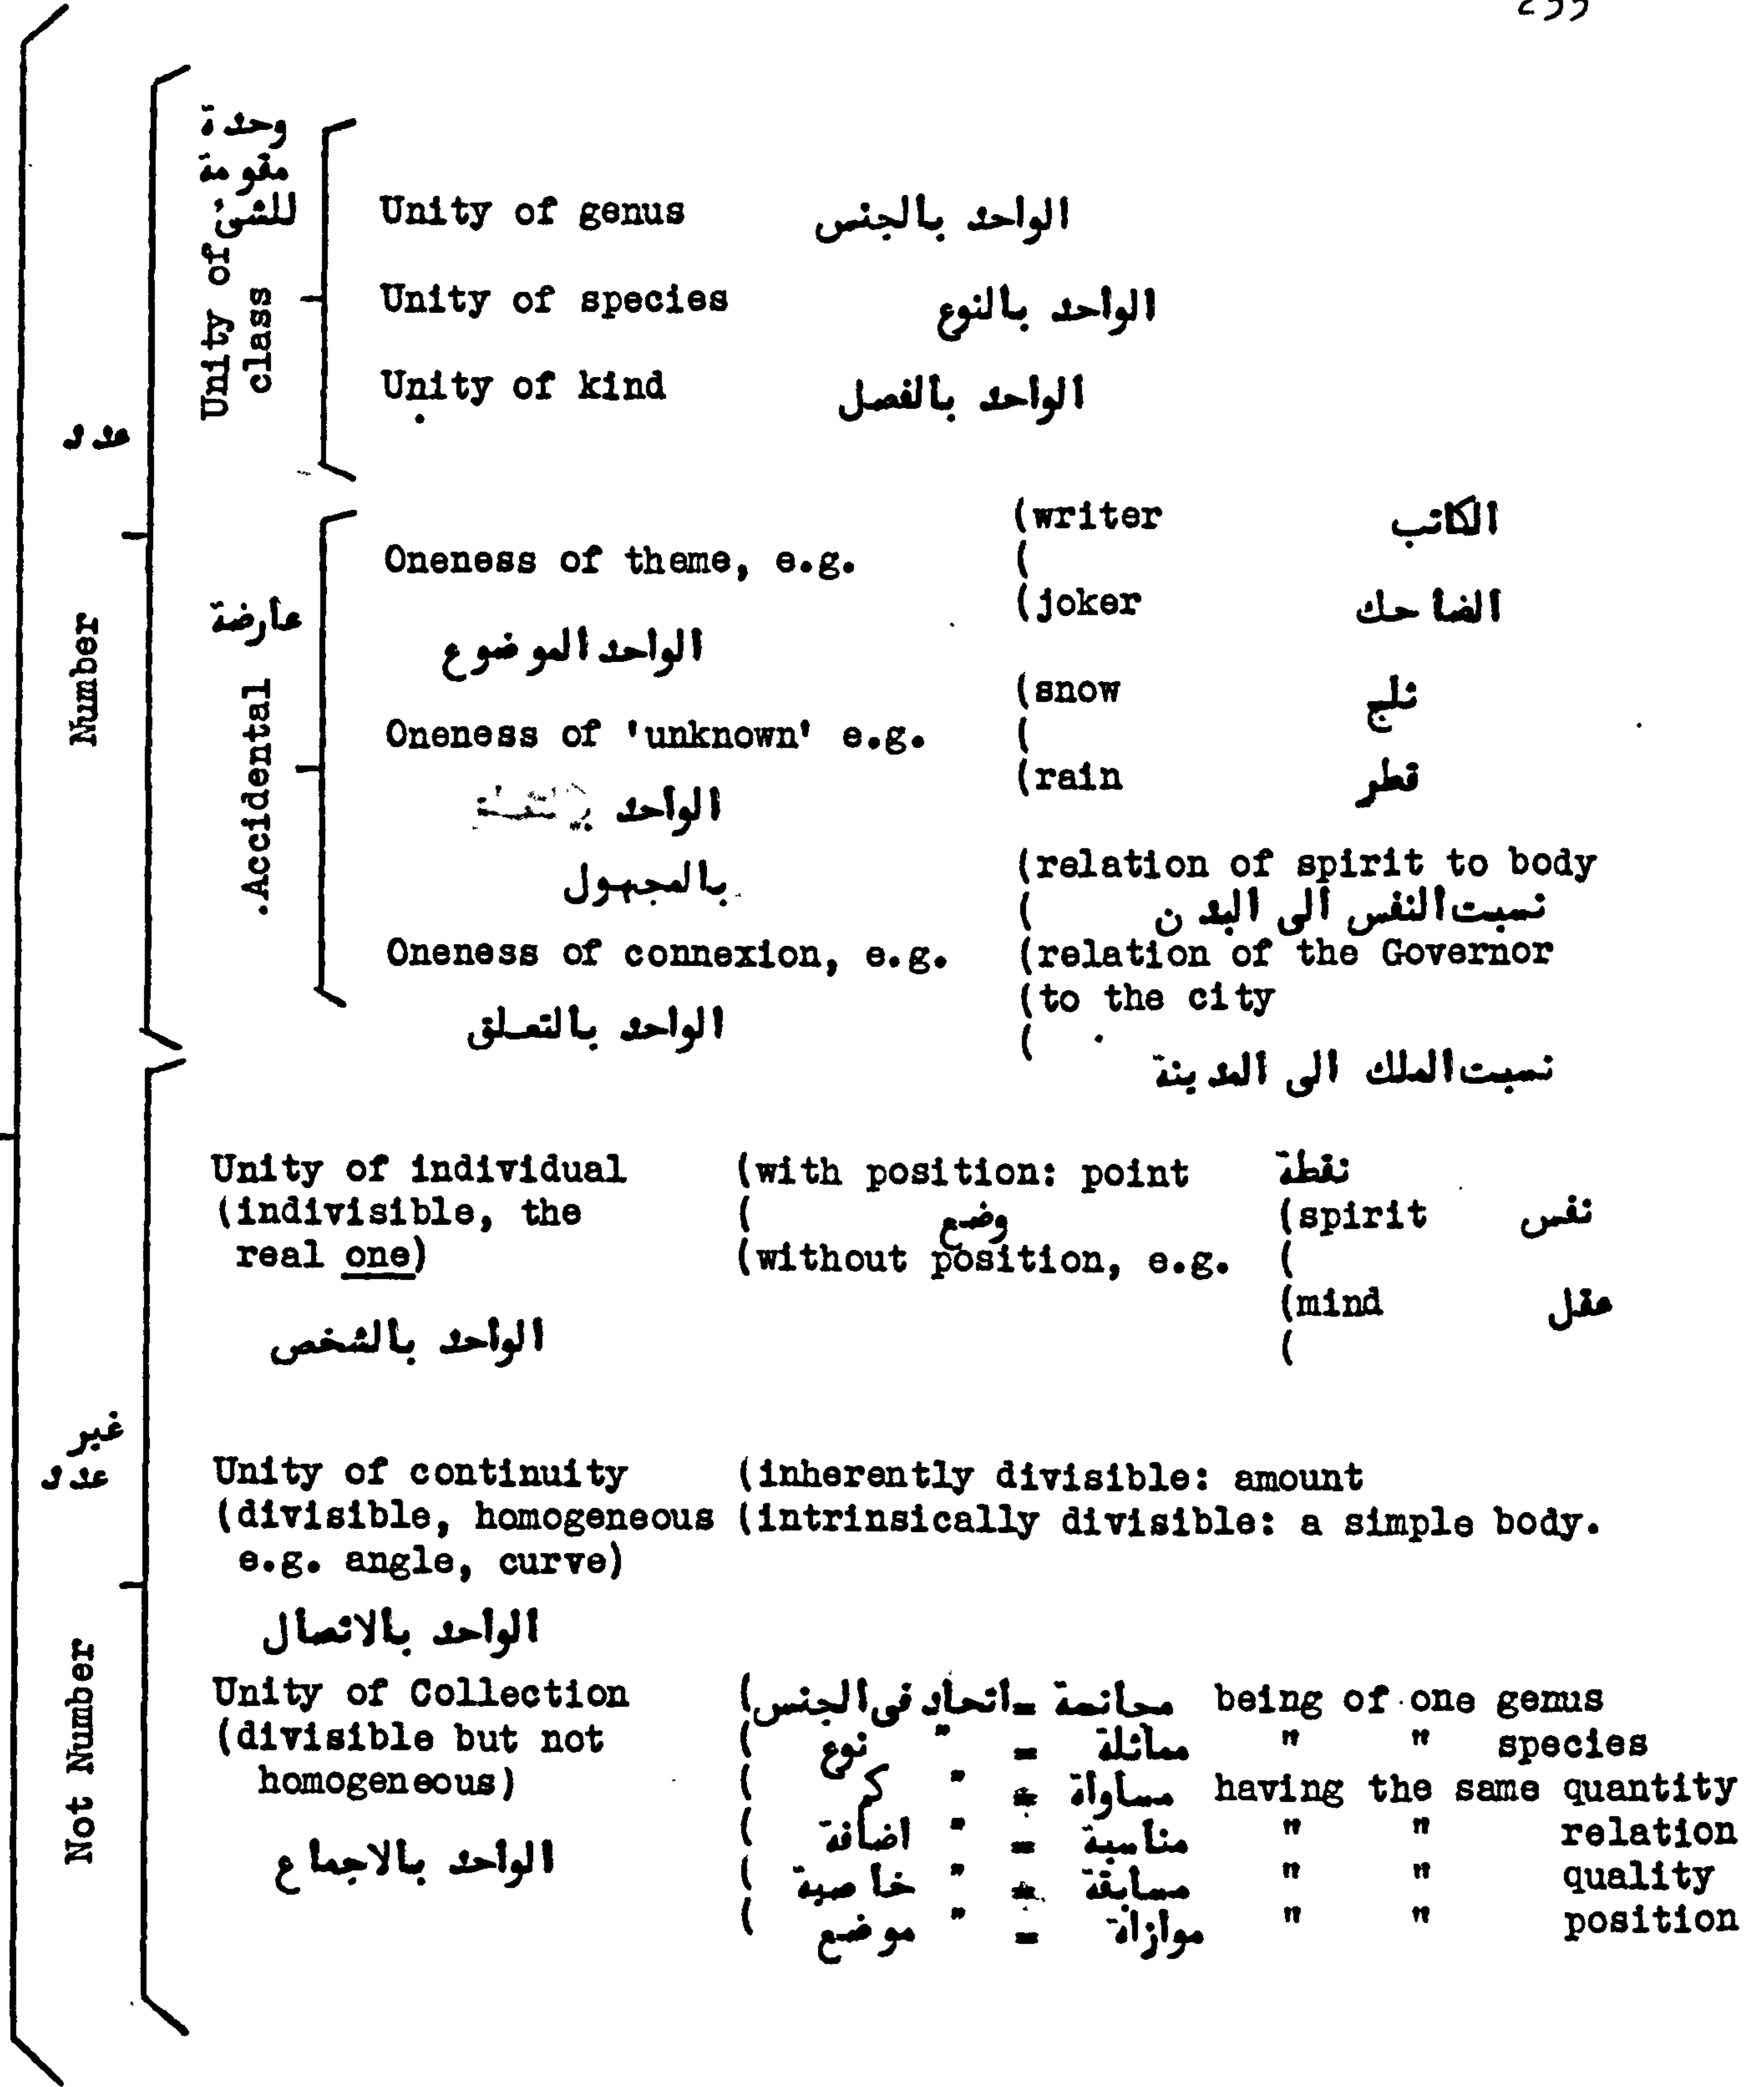 عدد
Number
وحدة
مقومة
للشئ
Unity of
class
Unity of genus الواحد بالجنس
Unity of species الواحد بالنوع
Unity of kind الواحد بالفصل
عارضة
Accidental
Oneness of theme, e.g.
الواحد الموضوع
(writer الكاتب
(joker الضاحك
Oneness of 'unknown' e.g.
الواحد
بالمجهول
(snow ثلج
(rain قطر
Oneness of connexion, e.g.
الواحد بالتعلق
(relation of spirit to body
نسبت النفس الى البدن
(relation of the Governor
(to the city
نسبت الملك الى المدينة
غير
عدد
Not Number
Unity of individual
(indivisible, the
real one)
الواحد بالشخص
(with position: point نقطة
وضع
(without position, e.g.
(spirit نفس
(mind عقل
Unity of continuity (inherently divisible: amount
(divisible, homogeneous (intrinsically divisible: a simple body.
e.g. angle, curve)
الواحد بالاتصال
Unity of Collection
(divisible but not
homogeneous)
الواحد بالاجماع
محانسة = اتحاد فى الجنس) being of one genus
مماثلة = " نوع " " species
مساواة = " كم having the same quantity
مناسبة = " اضافة " " relation
مسابقة = " خاصية " " quality
موازاة = " موضع " " position